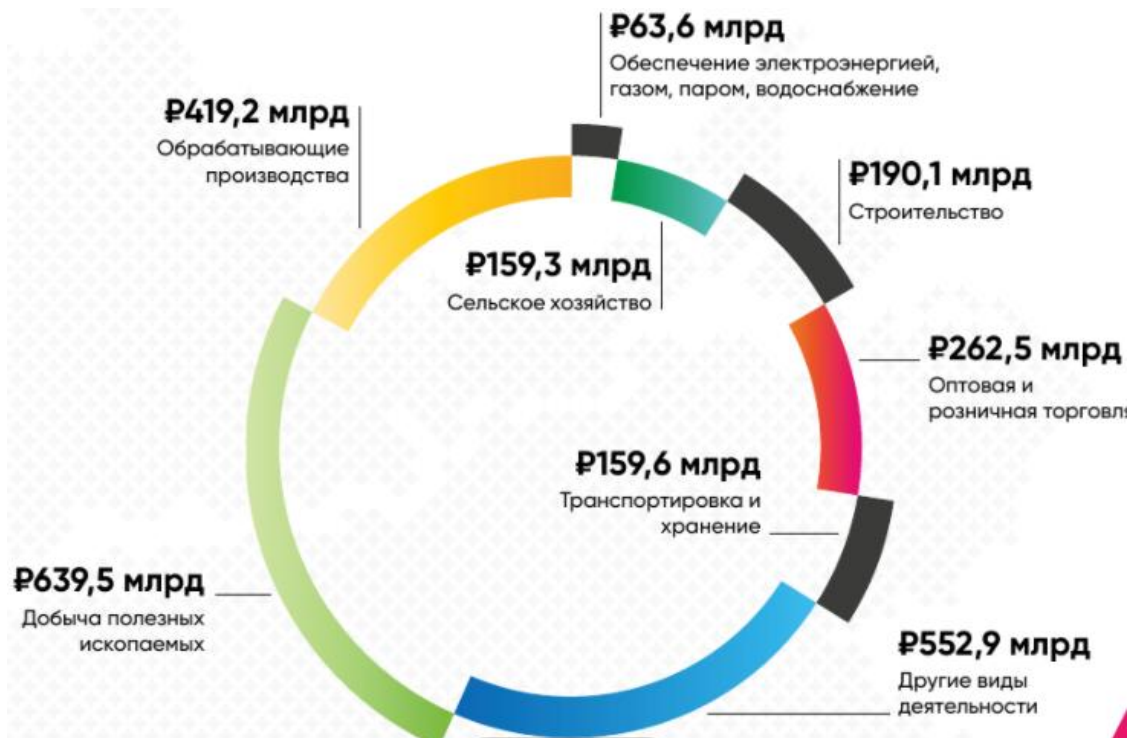 ₽63,6 млрд
Обеспечение электроэнергией,
газом, паром, водоснабжение
₽419,2 млрд
Обрабатывающие
производства
₽190,1 млрд
Строительство
₽159,3 млрд
Сельское хозяйство
₽262,5 млрд
Оптовая и
розничная торговля
₽159,6 млрд
Транспортировка и
хранение
₽639,5 млрд
Добыча полезных
ископаемых
₽552,9 млрд
Другие виды
деятельности